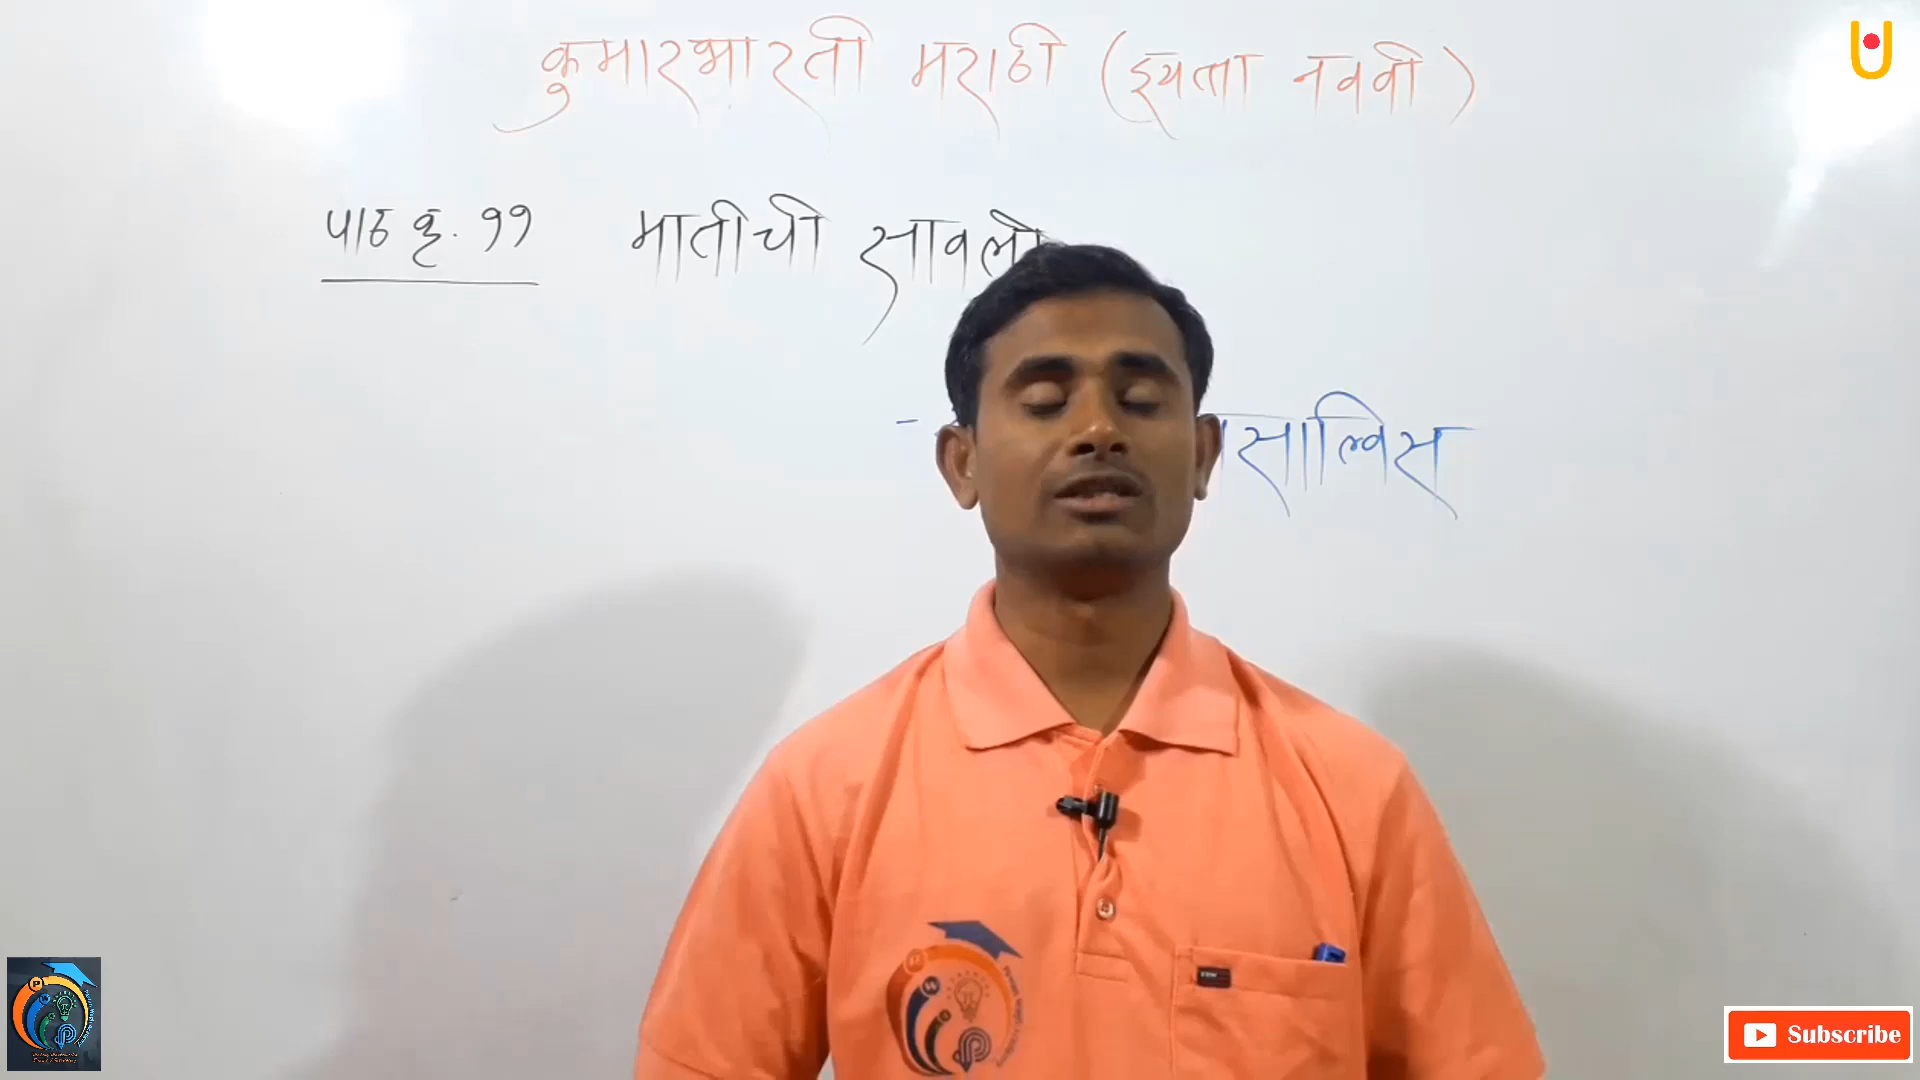 कुमारभारती मराठी (इयत्ता नववी)
पाठ क्र. ११ मातीची सावली
साल्विस
Subscribe